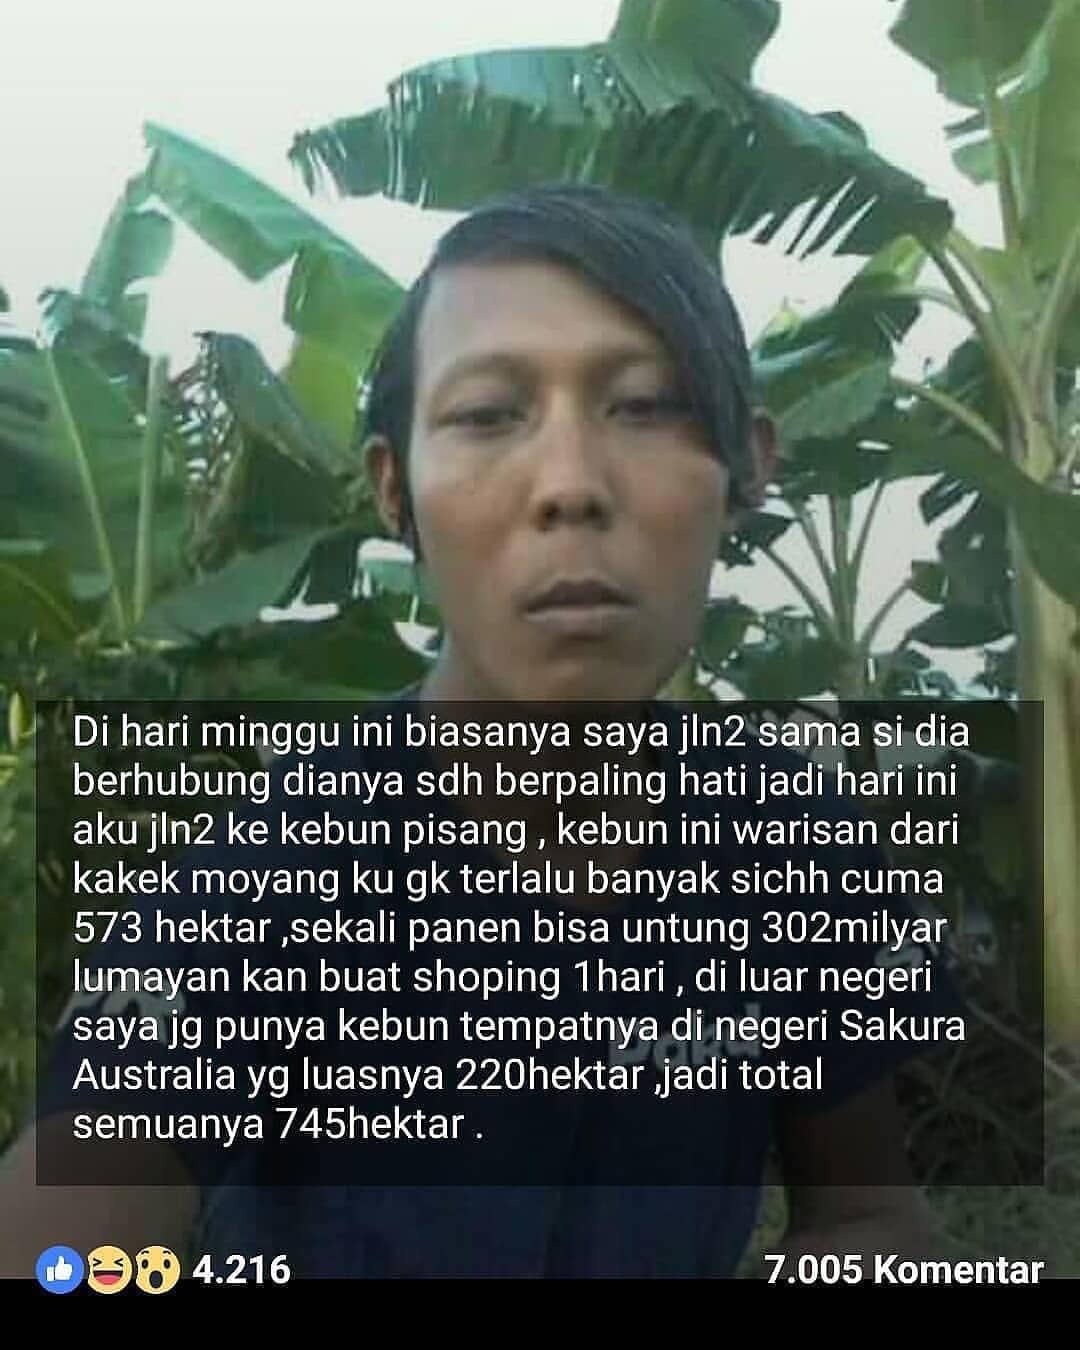 Di hari minggu ini biasanya saya jln2 sama si dia
berhubung dianya sdh berpaling hati jadi hari ini
aku jln2 ke kebun pisang , kebun ini warisan dari
kakek moyang ku gk terlalu banyak sichh cuma
573 hektar ,sekali panen bisa untung 302milyar
lumayan kan buat shoping 1hari , di luar negeri
saya jg punya kebun tempatnya di negeri Sakura
Australia yg luasnya 220hektar ,jadi total
semuanya 745hektar .
4.216
7.005 Komentar